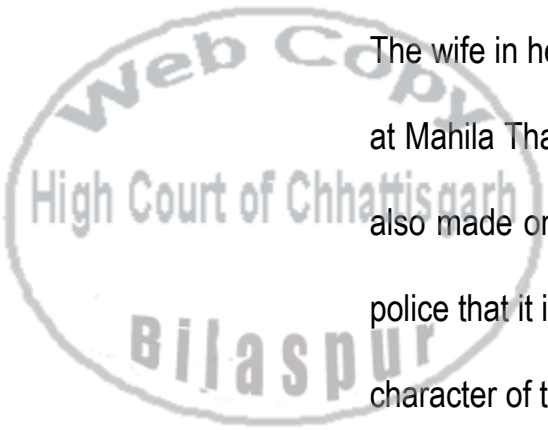 Web Copy
High Court of Chhattisgarh
Bilaspur
The wife in he
at Mahila Tha
also made or
police that it i
character of t